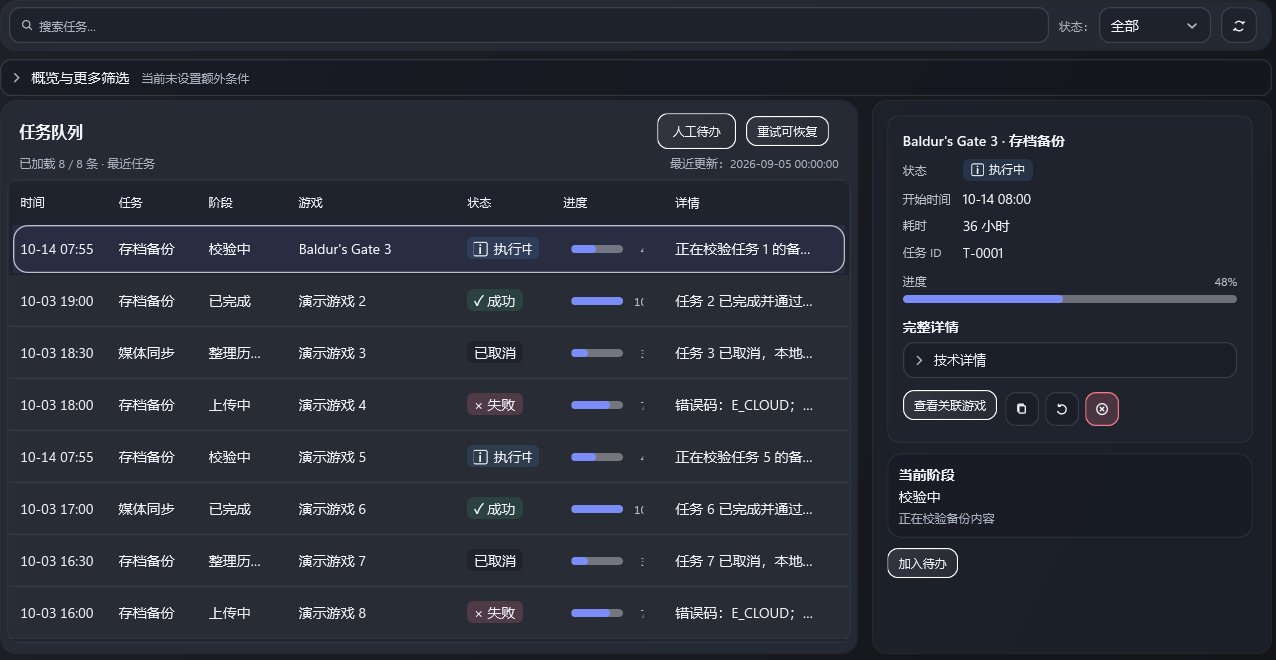 搜索任务...
状态：
全部
概览与更多筛选 当前未设置额外条件
任务队列
人工待办
重试可恢复
已加载 8 / 8 条 · 最近任务
最近更新：2026-09-05 00:00:00
时间 任务 阶段 游戏 状态 进度 详情
10-14 07:55 存档备份 校验中 Baldur's Gate 3 执行中 正在校验任务 1 的备...
10-03 19:00 存档备份 已完成 演示游戏 2 ✓成功 任务 2 已完成并通过...
10-03 18:30 媒体同步 整理历... 演示游戏 3 已取消 任务 3 已取消，本地...
10-03 18:00 存档备份 上传中 演示游戏 4 × 失败 错误码：E_CLOUD；...
10-14 07:55 存档备份 校验中 演示游戏 5 执行中 正在校验任务 5 的备...
10-03 17:00 媒体同步 已完成 演示游戏 6 ✓成功 任务 6 已完成并通过...
10-03 16:30 存档备份 整理历... 演示游戏 7 已取消 任务 7 已取消，本地...
10-03 16:00 存档备份 上传中 演示游戏 8 × 失败 错误码：E_CLOUD；...
Baldur's Gate 3 · 存档备份
状态 执行中
开始时间 10-14 08:00
耗时 36 小时
任务 ID T-0001
进度 48%
完整详情
技术详情
查看关联游戏
当前阶段
校验中
正在校验备份内容
加入待办